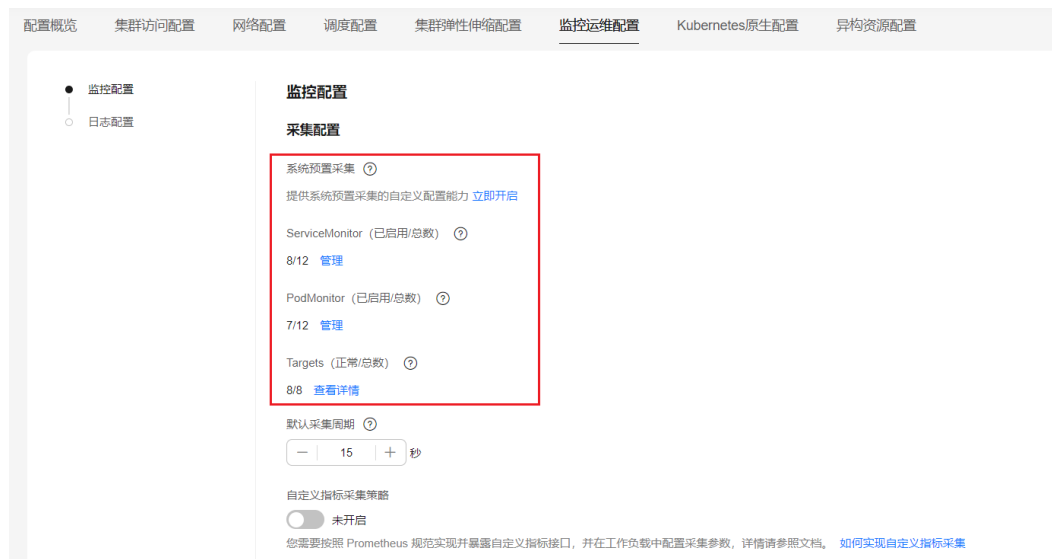 配置概览 集群访问配置 网络配置 调度配置 集群弹性伸缩配置 监控运维配置 Kubernetes原生配置 异构资源配置
监控配置
日志配置
监控配置
采集配置
系统预置采集 ?
提供系统预置采集的自定义配置能力 立即开启
ServiceMonitor（已启用/总数） ?
8/12 管理
PodMonitor（已启用/总数） ?
7/12 管理
Targets（正常/总数） ?
8/8 查看详情
默认采集周期 ?
— 15 + 秒
自定义指标采集策略
未开启
您需要按照 Prometheus 规范实现并暴露自定义指标接口，并在工作负载中配置采集参数，详情请参照文档。 如何实现自定义指标采集